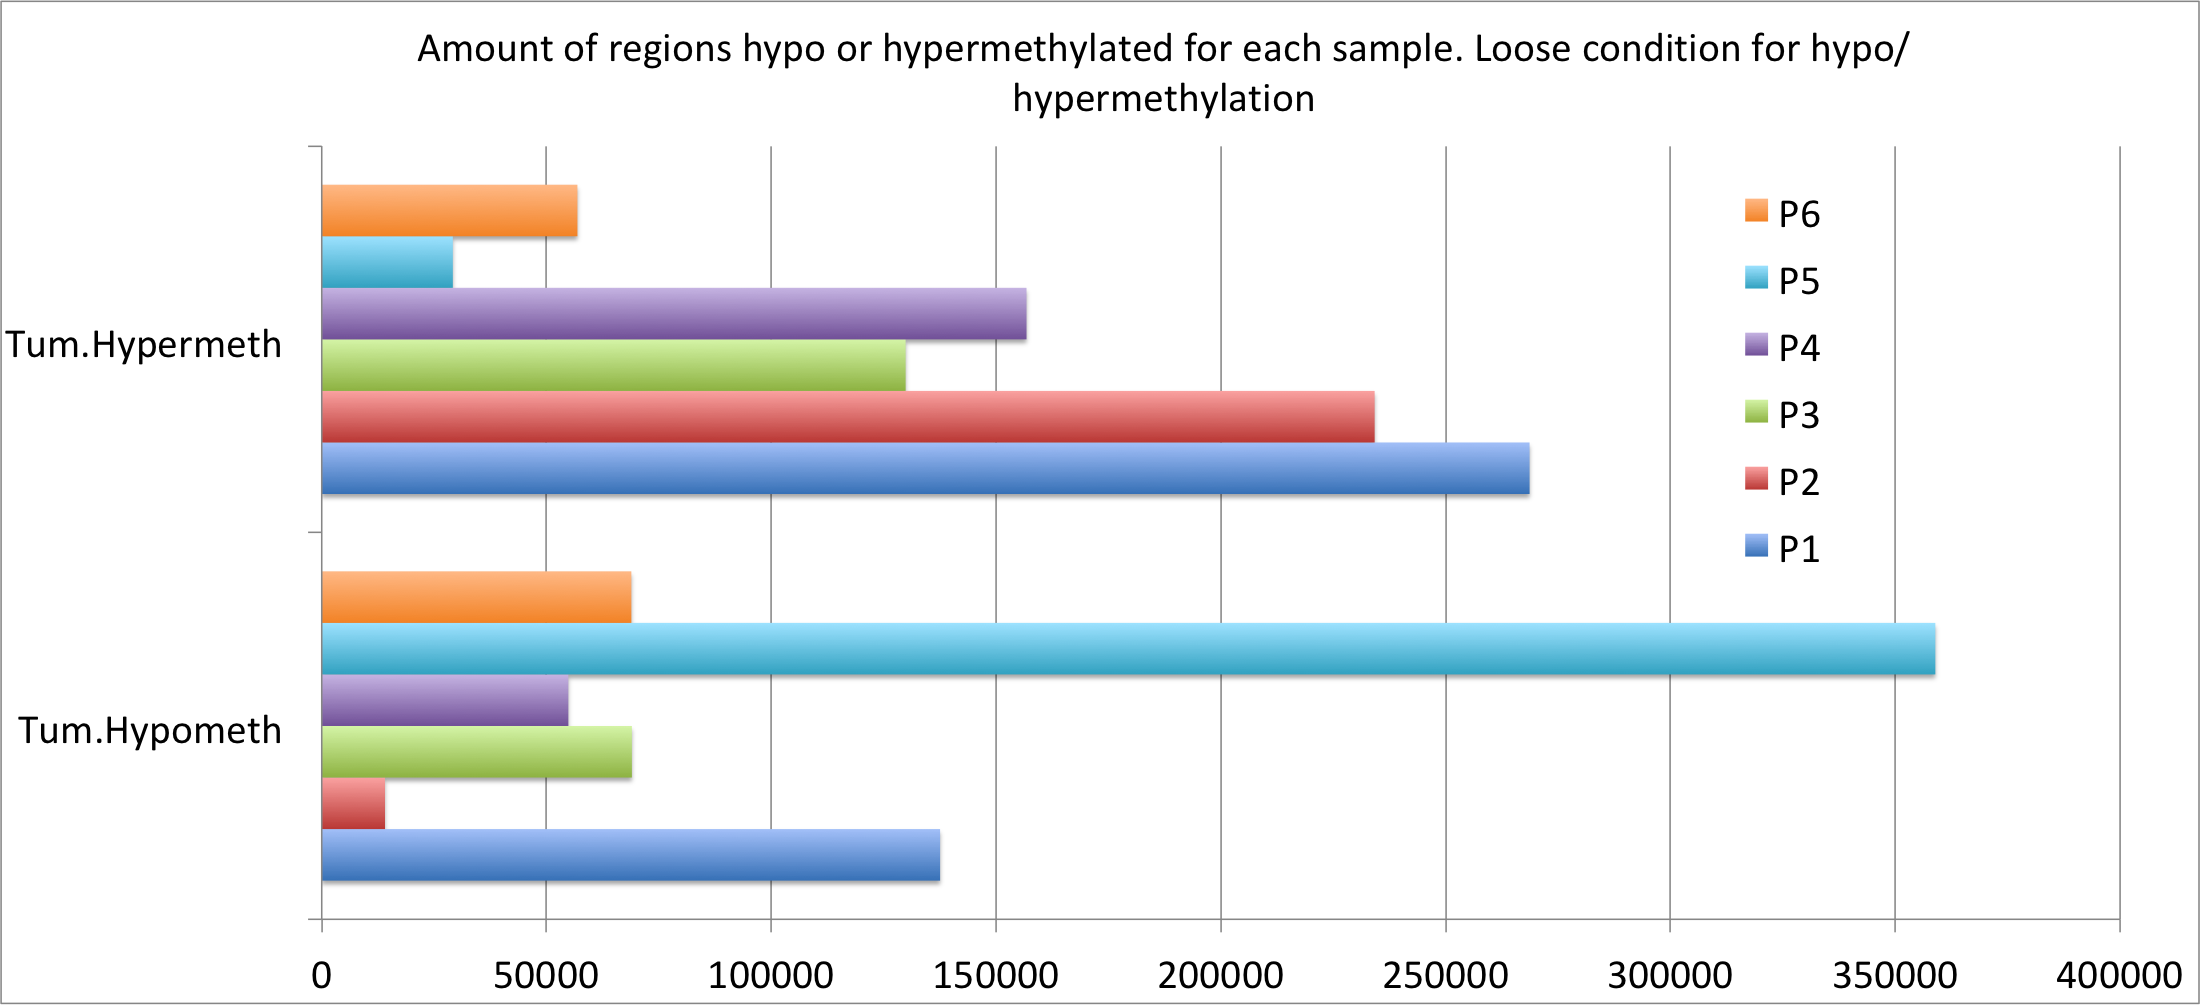 Amount of regions hypo or hypermethylated for each sample. Loose condition for hypo/
hypermethylation
Tum.Hypermeth
Tum.Hypometh
P6
P5
P4
P3
P2
P1
0 50000 100000 150000 200000 250000 300000 350000 400000